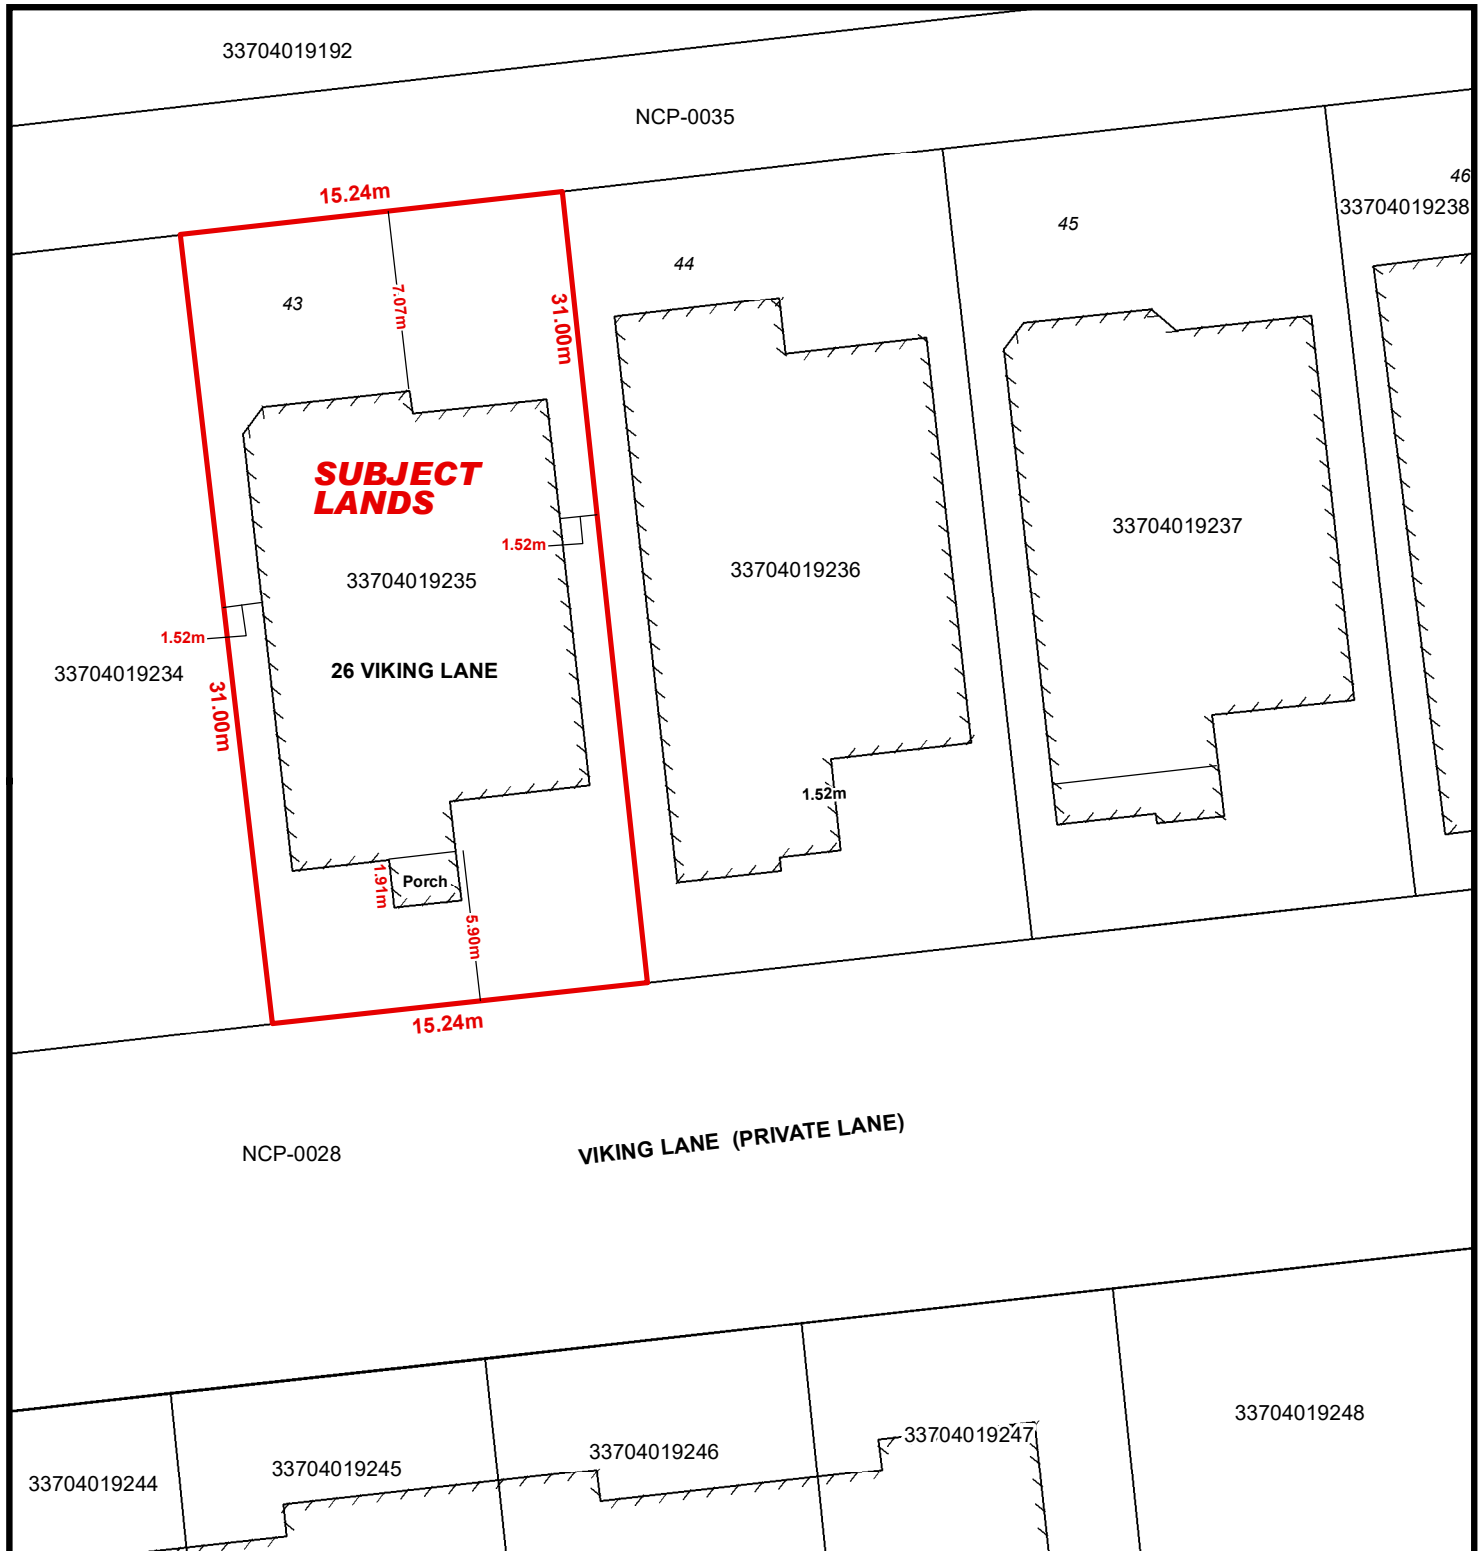 33704019192
NCP-0035
15.24m
46
33704019238
45
44
43
7.07m
31.00m
SUBJECT
LANDS
33704019237
1.52m
33704019236
33704019235
1.52m
33704019234
26 VIKING LANE
31.00m
1.52m
Porch
1.91m
5.90m
15.24m
VIKING LANE (PRIVATE LANE)
NCP-0028
33704019248
33704019247
33704019246
33704019245
33704019244